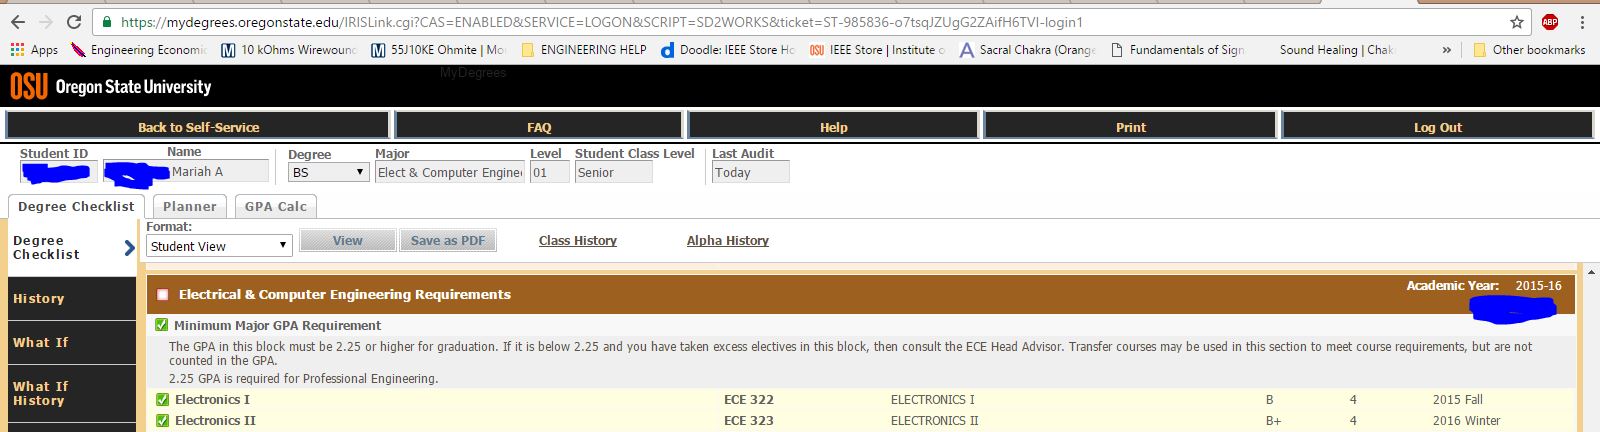 https://mydegrees.oregonstate.edu/IRISLink.cgi?CAS=ENABLED&SERVICE=LOGON&SCRIPT=SD2WORKS&ticket=ST-985836-o7tsqJZUgG2ZAifH6TVI-login1
ABP
Apps Engineering Economic 10 kOhms Wirewound 55J10KE Ohmite | Mou ENGINEERING HELP Doodle: IEEE Store Ho IEEE Store | Institute o Sacral Chakra (Orange Fundamentals of Sign Sound Healing | Chak » Other bookmarks
MyDegrees
OSU Oregon State University
Back to Self-Service FAQ Help Print Log Out
Student ID Name Degree Major Level Student Class Level Last Audit
Mariah A BS Elect & Computer Engine 01 Senior Today
Degree Checklist Planner GPA Calc
Format:
Student View View Save as PDF Class History Alpha History
Degree Checklist
History
What If
What If History
Electrical & Computer Engineering Requirements Academic Year: 2015-16
Minimum Major GPA Requirement
The GPA in this block must be 2.25 or higher for graduation. If it is below 2.25 and you have taken excess electives in this block, then consult the ECE Head Advisor. Transfer courses may be used in this section to meet course requirements, but are not
counted in the GPA.
2.25 GPA is required for Professional Engineering.
Electronics I ECE 322 ELECTRONICS I B 4 2015 Fall
Electronics II ECE 323 ELECTRONICS II B+ 4 2016 Winter